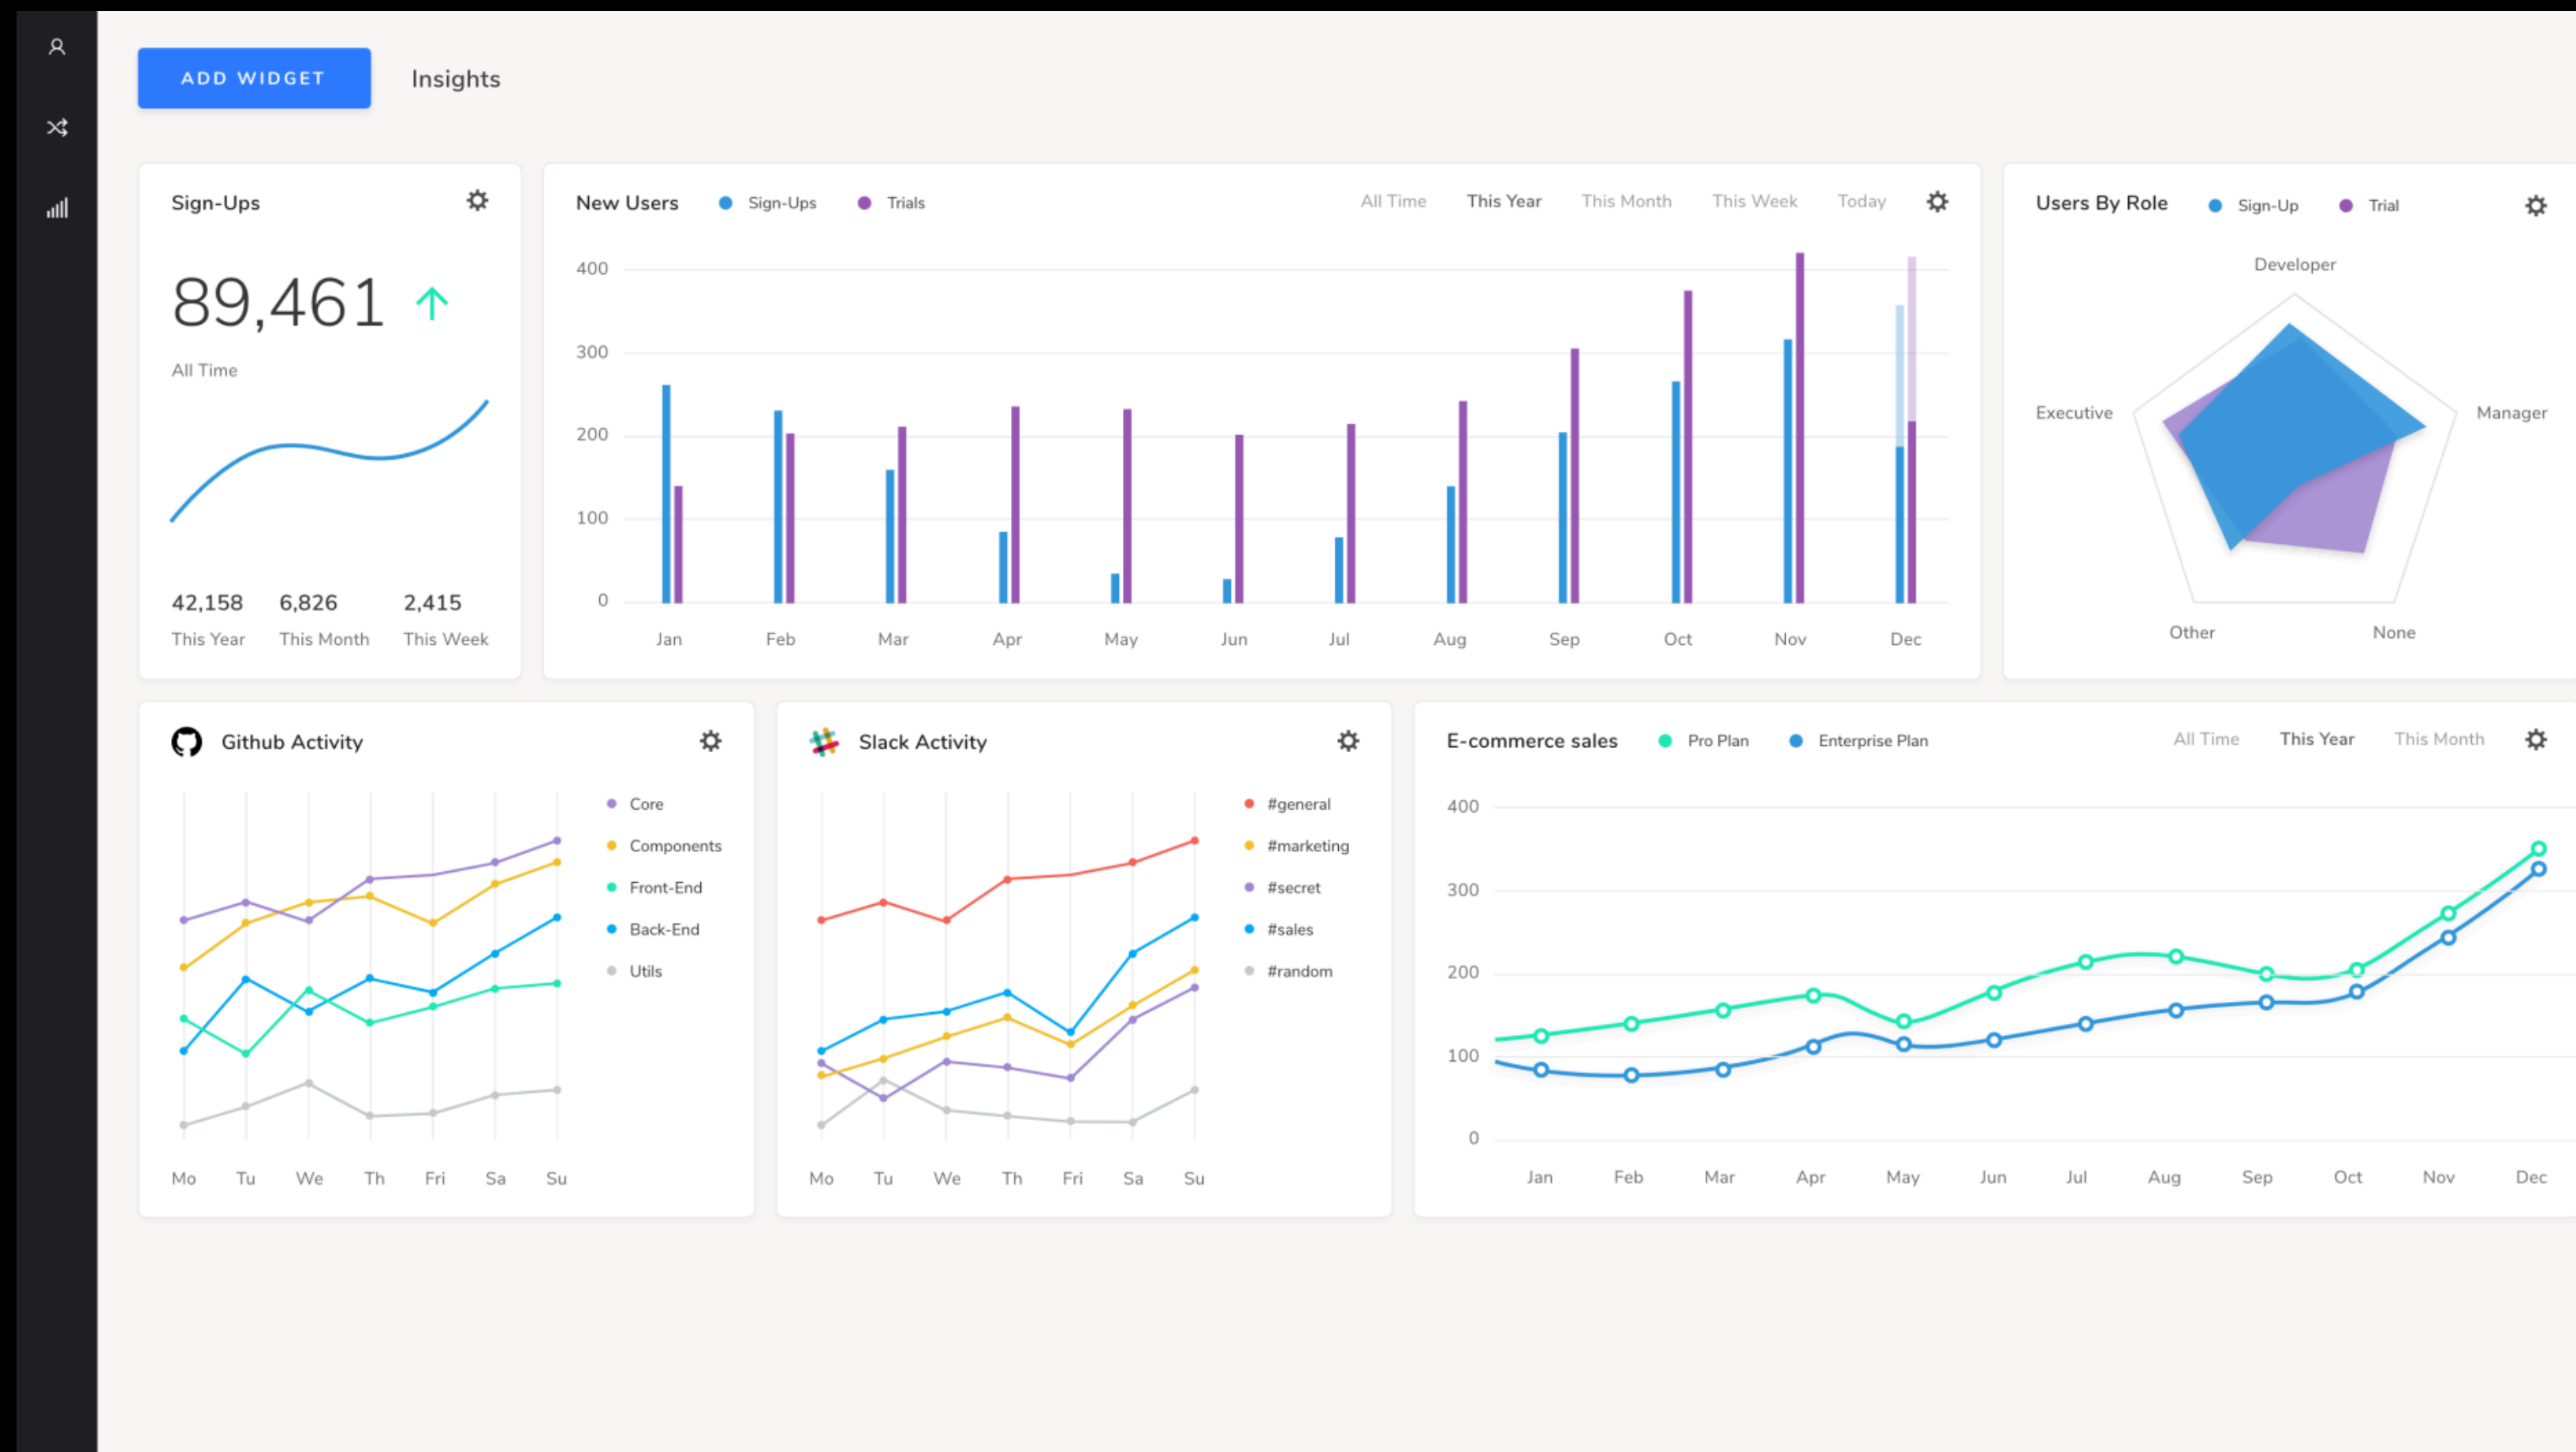 ADD WIDGET
Insights
Sign-Ups
89,461
All Time
42,158 6,826 2,415
This Year This Month This Week
New Users Sign-Ups Trials All Time This Year This Month This Week Today
400
300
200
100
0
Jan Feb Mar Apr May Jun Jul Aug Sep Oct Nov Dec
Users By Role Sign-Up Trial
Developer
Executive Manager
Other None
Github Activity
Core
Components
Front-End
Back-End
Utils
Mo Tu We Th Fri Sa Su
Slack Activity
#general
#marketing
#secret
#sales
#random
Mo Tu We Th Fri Sa Su
E-commerce sales Pro Plan Enterprise Plan All Time This Year This Month
400
300
200
100
0
Jan Feb Mar Apr May Jun Jul Aug Sep Oct Nov Dec